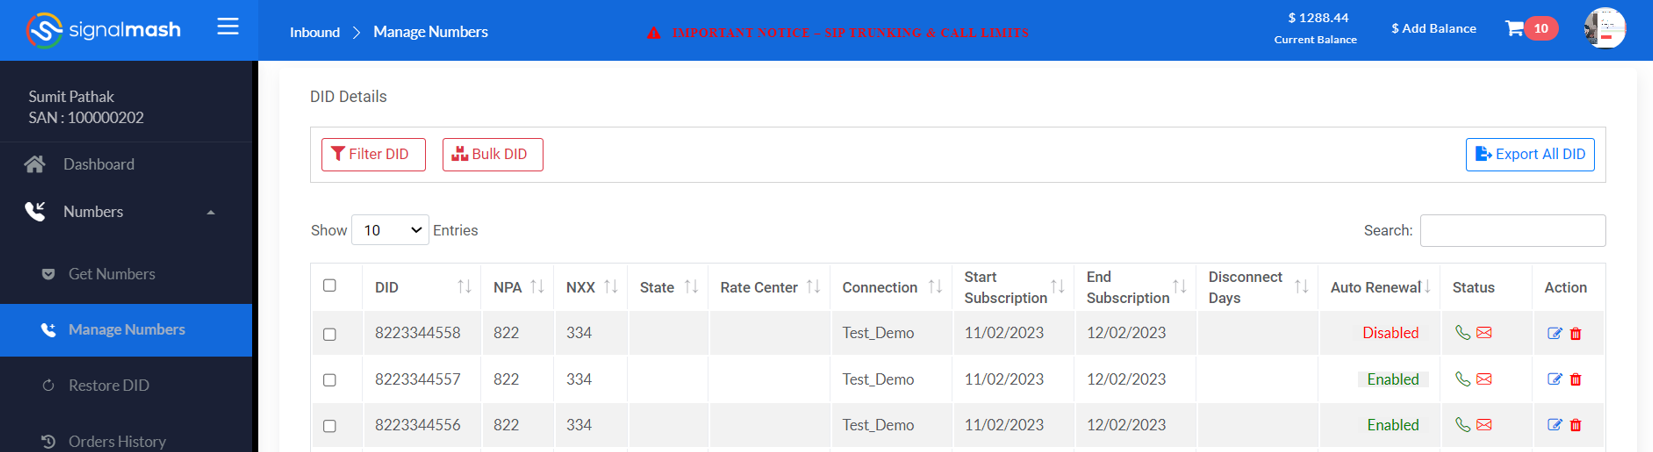 signalmash
Inbound > Manage Numbers
IMPORTANT NOTICE – SIP TRUNKING & CALL LIMITS
$ 1288.44
Current Balance
$ Add Balance
10
Sumit Pathak
SAN : 100000202
Dashboard
Numbers
Get Numbers
Manage Numbers
Restore DID
Orders History
DID Details
Filter DID
Bulk DID
Export All DID
Show 10 Entries
Search:
DID NPA NXX State Rate Center Connection Start Subscription End Subscription Disconnect Days Auto Renewal Status Action
8223344558 822 334 Test_Demo 11/02/2023 12/02/2023 Disabled
8223344557 822 334 Test_Demo 11/02/2023 12/02/2023 Enabled
8223344556 822 334 Test_Demo 11/02/2023 12/02/2023 Enabled